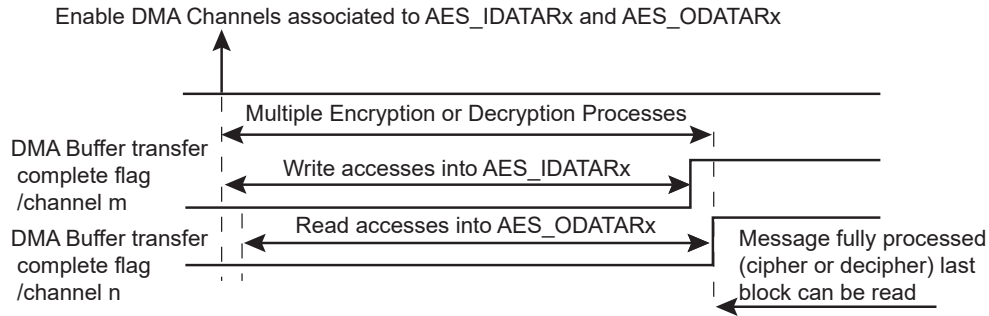 Enable DMA Channels associated to AES_IDATARx and AES_ODATARx
Multiple Encryption or Decryption Processes
DMA Buffer transfer
complete flag
/channel m
Write accesses into AES_IDATARx
DMA Buffer transfer
complete flag
/channel n
Read accesses into AES_ODATARx
Message fully processed
(cipher or decipher) last
block can be read